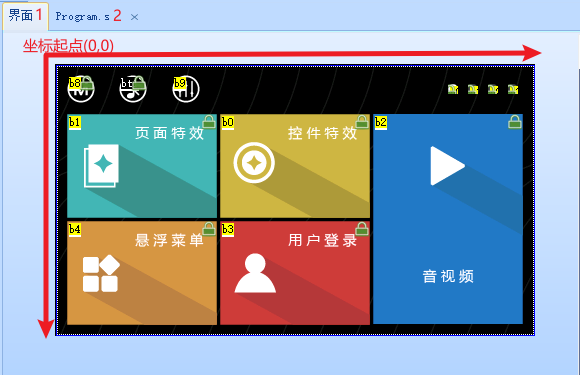 界面 1 Program.s 2 ×
坐标起点(0,0)
b8 bt b9
b1 页面特效
b0 控件特效
b2
b4 悬浮菜单
b3 用户登录
音视频